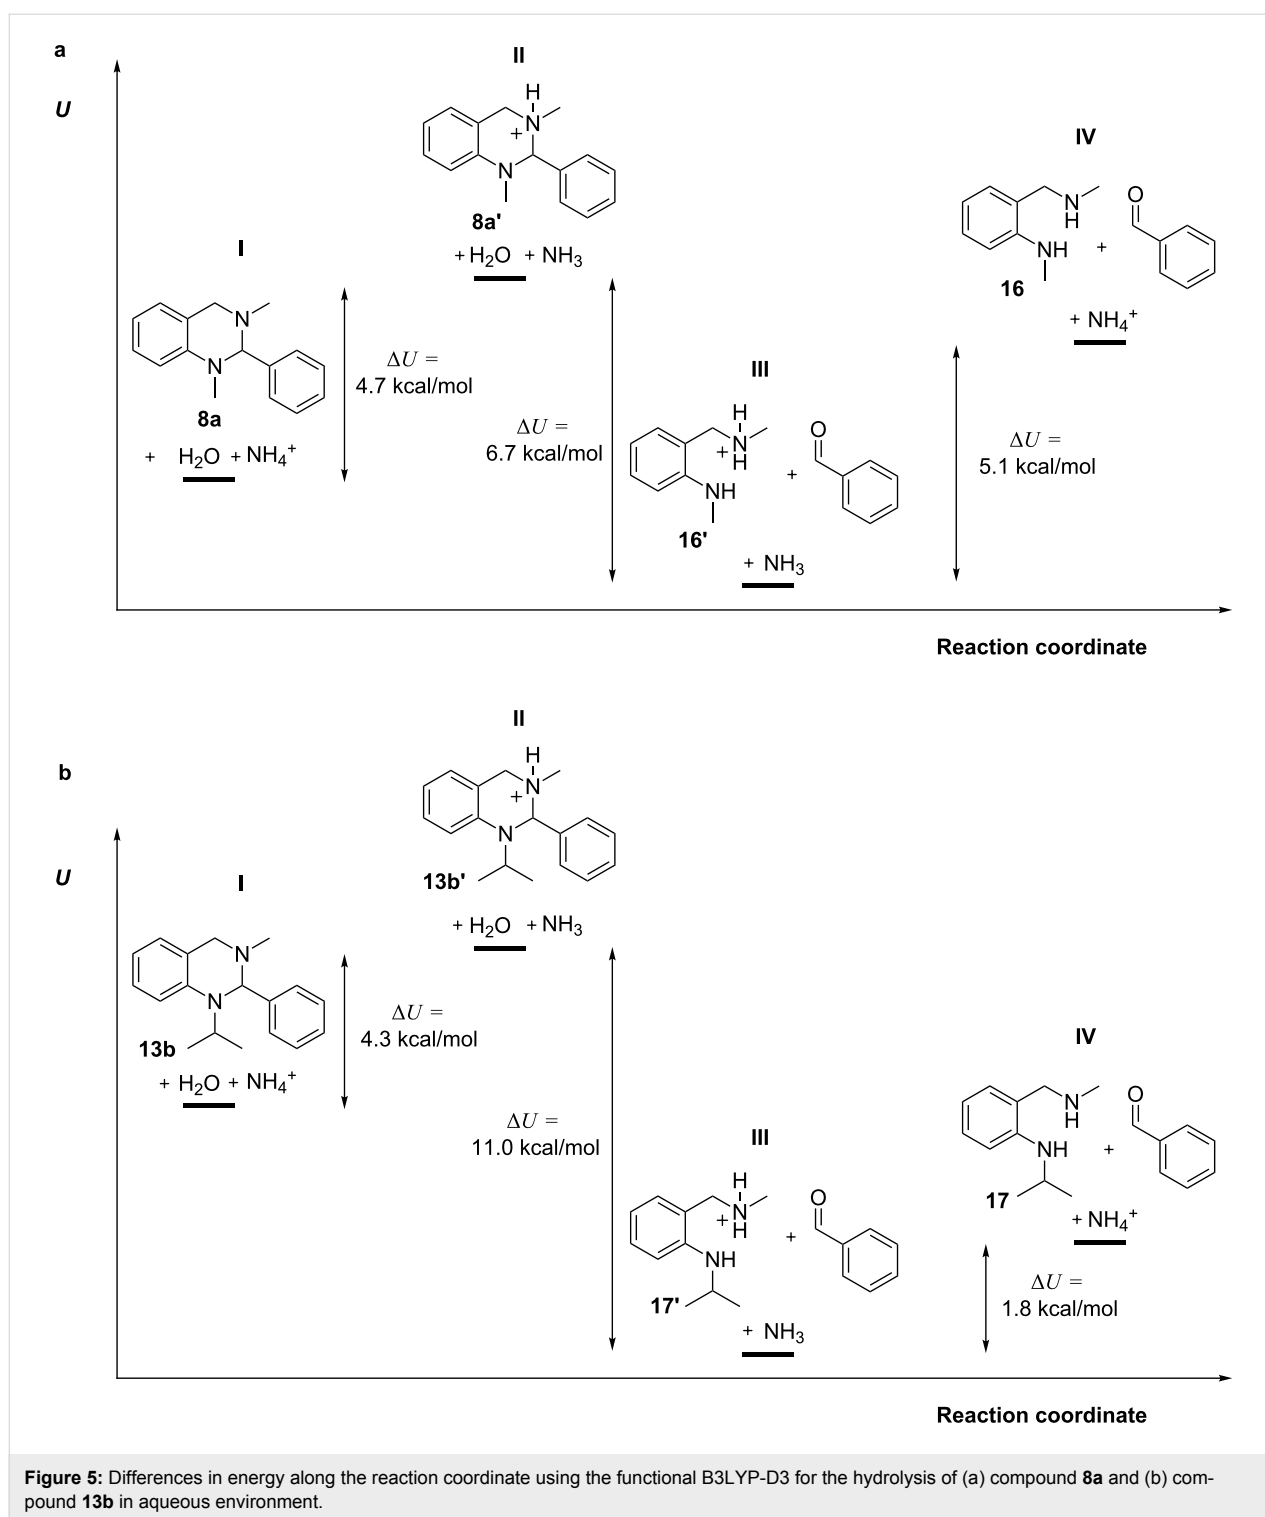 a
U
II
H
N
+
N
8a'
+ H₂O + NH₃
I
N
N
8a
+ H₂O + NH₄⁺
ΔU =
4.7 kcal/mol
ΔU =
6.7 kcal/mol
III
H
N
+
H
NH
16'
+
O
+ NH₃
IV
N
H
NH
16
+
O
+ NH₄⁺
ΔU =
5.1 kcal/mol
Reaction coordinate
b
U
II
H
N
+
N
13b'
+ H₂O + NH₃
I
N
N
13b
+ H₂O + NH₄⁺
ΔU =
4.3 kcal/mol
ΔU =
11.0 kcal/mol
III
H
N
+
H
NH
17'
+
O
+ NH₃
IV
N
H
NH
17
+
O
+ NH₄⁺
ΔU =
1.8 kcal/mol
Reaction coordinate
Figure 5: Differences in energy along the reaction coordinate using the functional B3LYP-D3 for the hydrolysis of (a) compound 8a and (b) com-
pound 13b in aqueous environment.